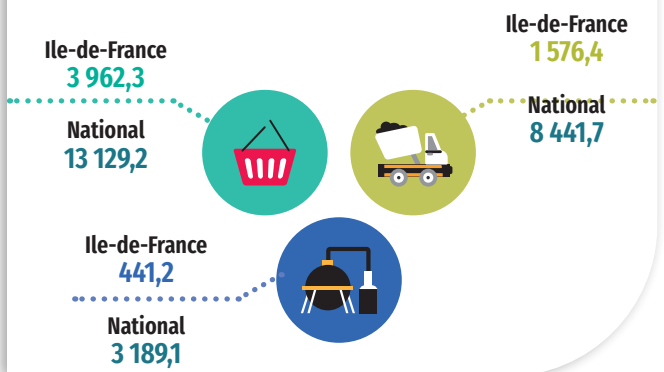 Ile-de-France
3 962,3
National
13 129,2
Ile-de-France
1 576,4
National
8 441,7
Ile-de-France
441,2
National
3 189,1